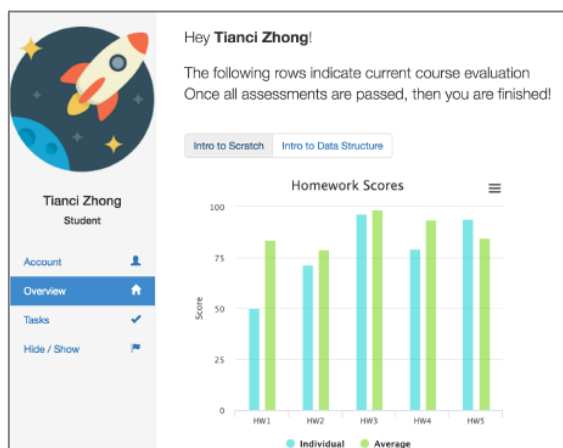 Hey Tianci Zhong!
The following rows indicate current course evaluation
Once all assessments are passed, then you are finished!
Tianci Zhong
Student
Account
Overview
Tasks
Hide / Show
Intro to Scratch
Intro to Data Structure
Homework Scores
Score
100
75
50
25
0
HW1 HW2 HW3 HW4 HW5
Individual Average